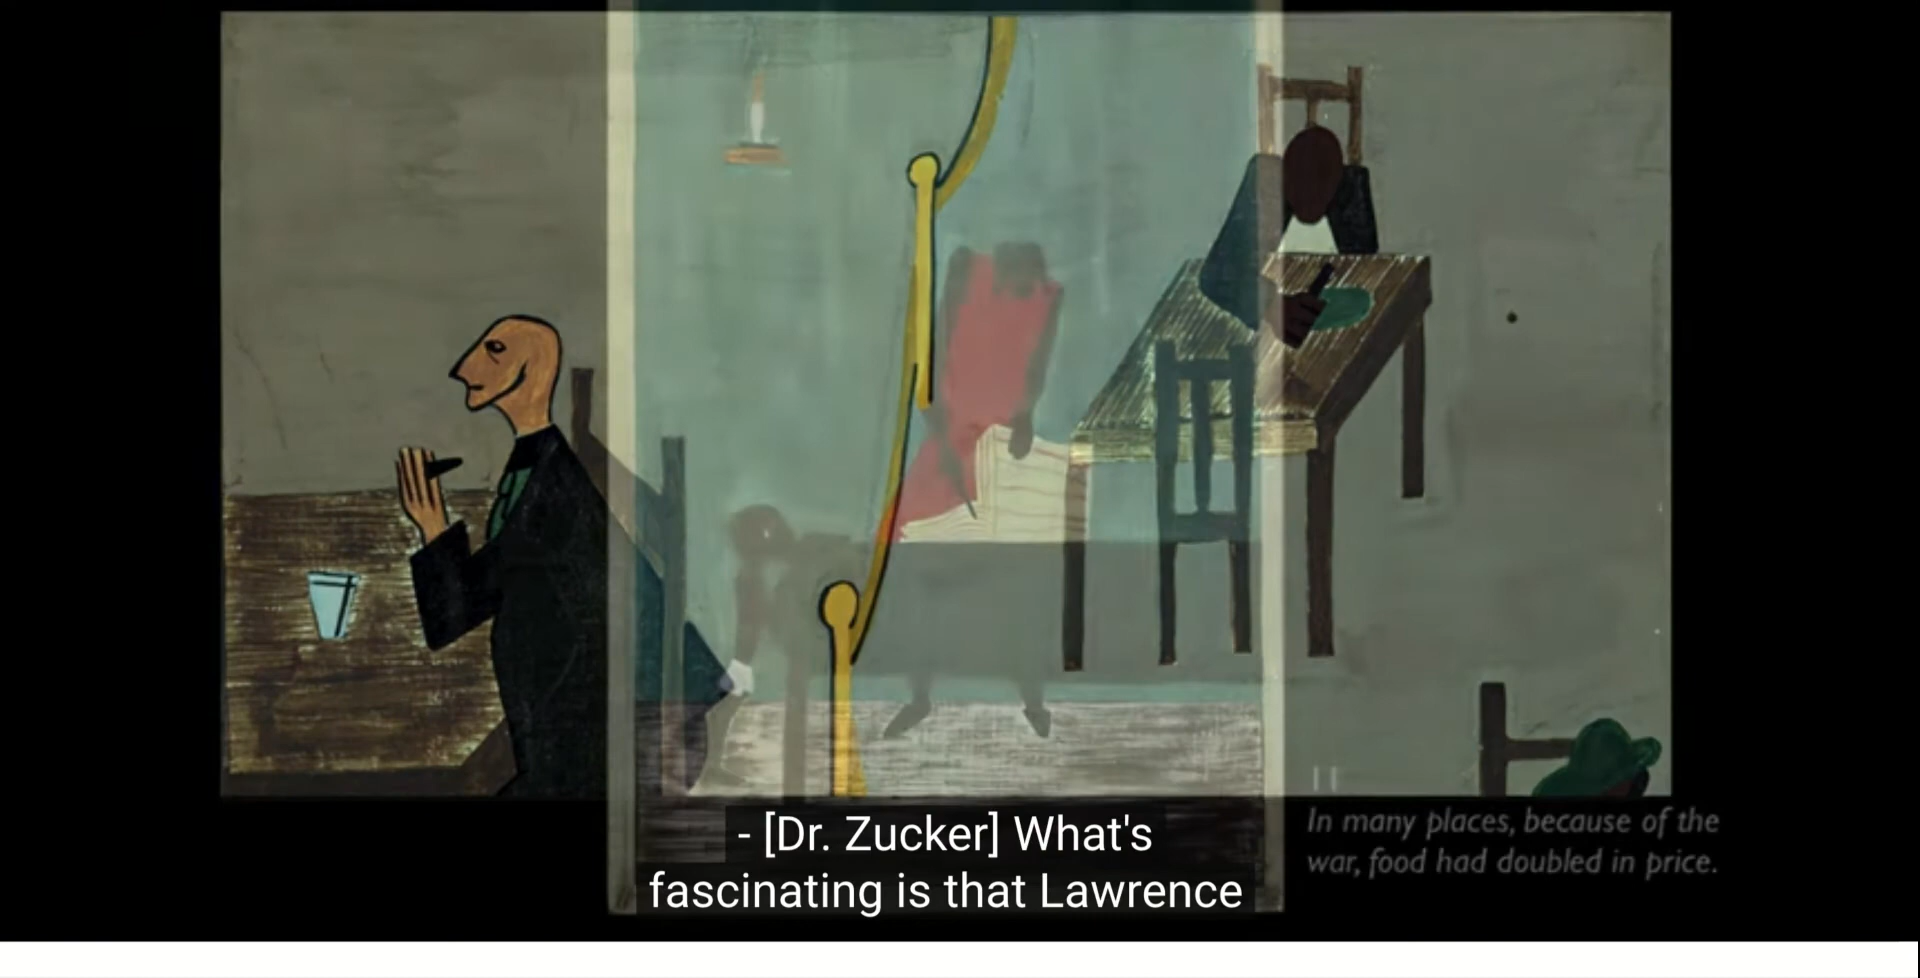 11
In many places, because of the
war, food had doubled in price.
- [Dr. Zucker] What's
fascinating is that Lawrence